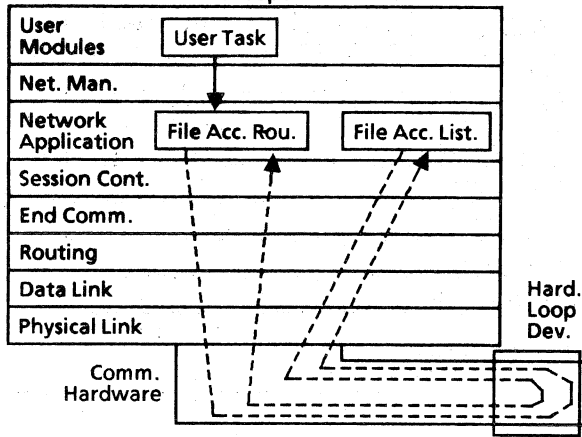 User
Modules
User Task
Net. Man.
Network
Application
File Acc. Rou.
File Acc. List.
Session Cont.
End Comm.
Routing
Data Link
Physical Link
Hard.
Loop
Dev.
Comm.
Hardware